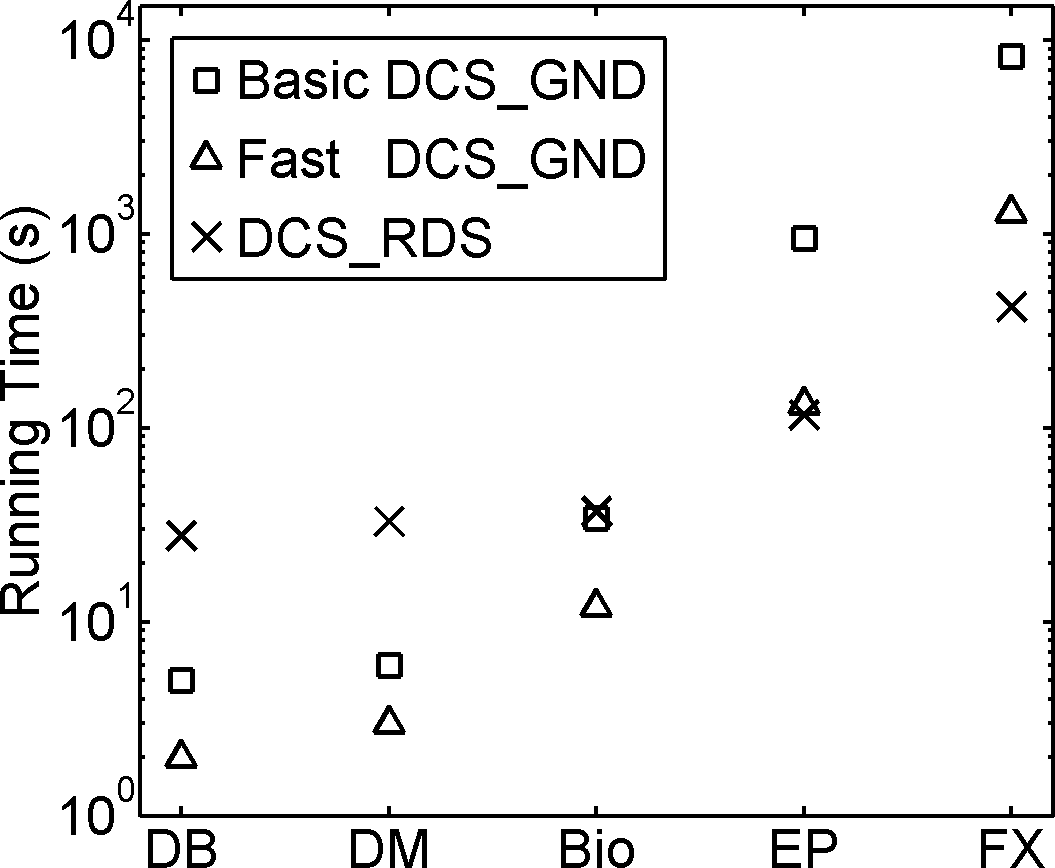 10^4
Basic DCS_GND
Fast DCS_GND
DCS_RDS
10^3
10^2
10^1
10^0
Running Time (s)
DB DM Bio EP FX